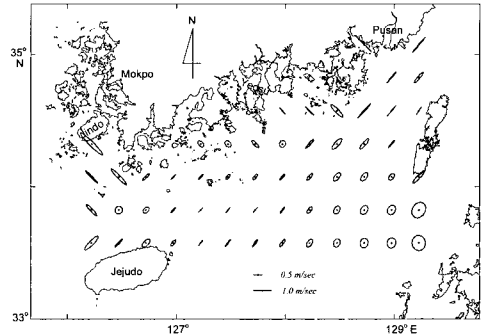 35°
N
N
Pusan
Mokpo
Jindo
Jejudo
0.5 m/sec
1.0 m/sec
33°
127°
129° E